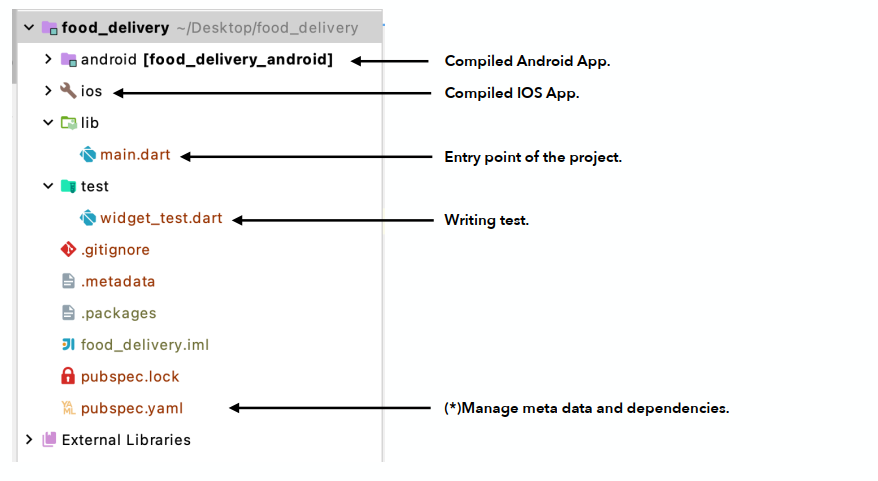 food_delivery ~/Desktop/food_delivery
android [food_delivery_android] Compiled Android App.
ios Compiled IOS App.
lib
main.dart Entry point of the project.
test
widget_test.dart Writing test.
.gitignore
.metadata
.packages
food_delivery.iml
pubspec.lock
YAML pubspec.yaml (*)Manage meta data and dependencies.
External Libraries